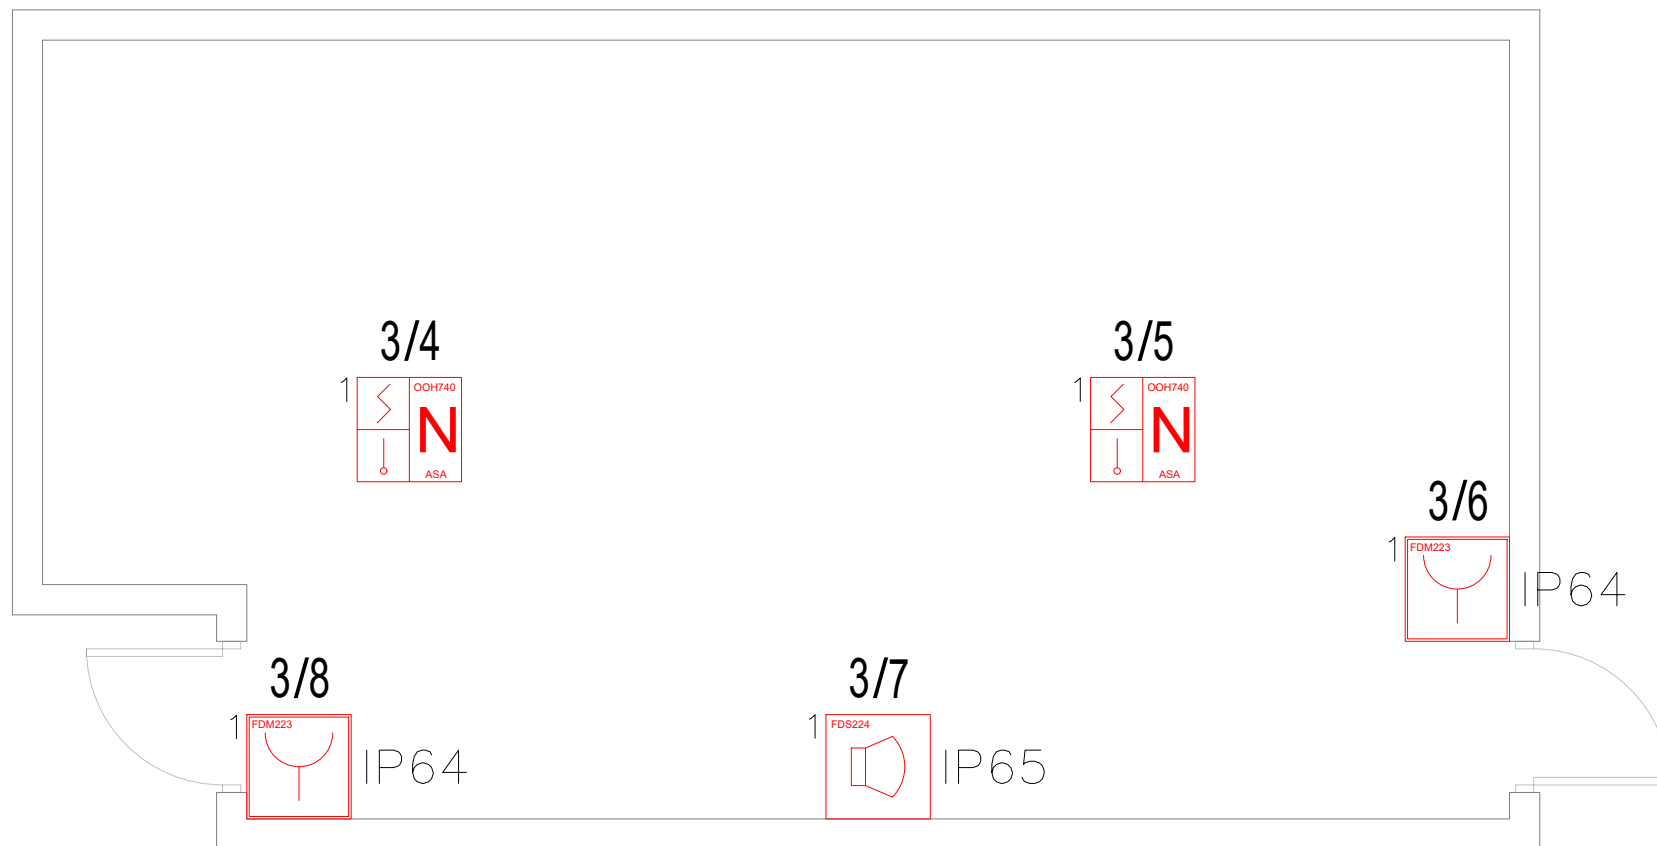 3/4
1
OOH740
N
ASA
3/5
1
OOH740
N
ASA
3/6
1
FDM223
IP64
3/8
1
FDM223
IP64
3/7
1
FDS224
IP65